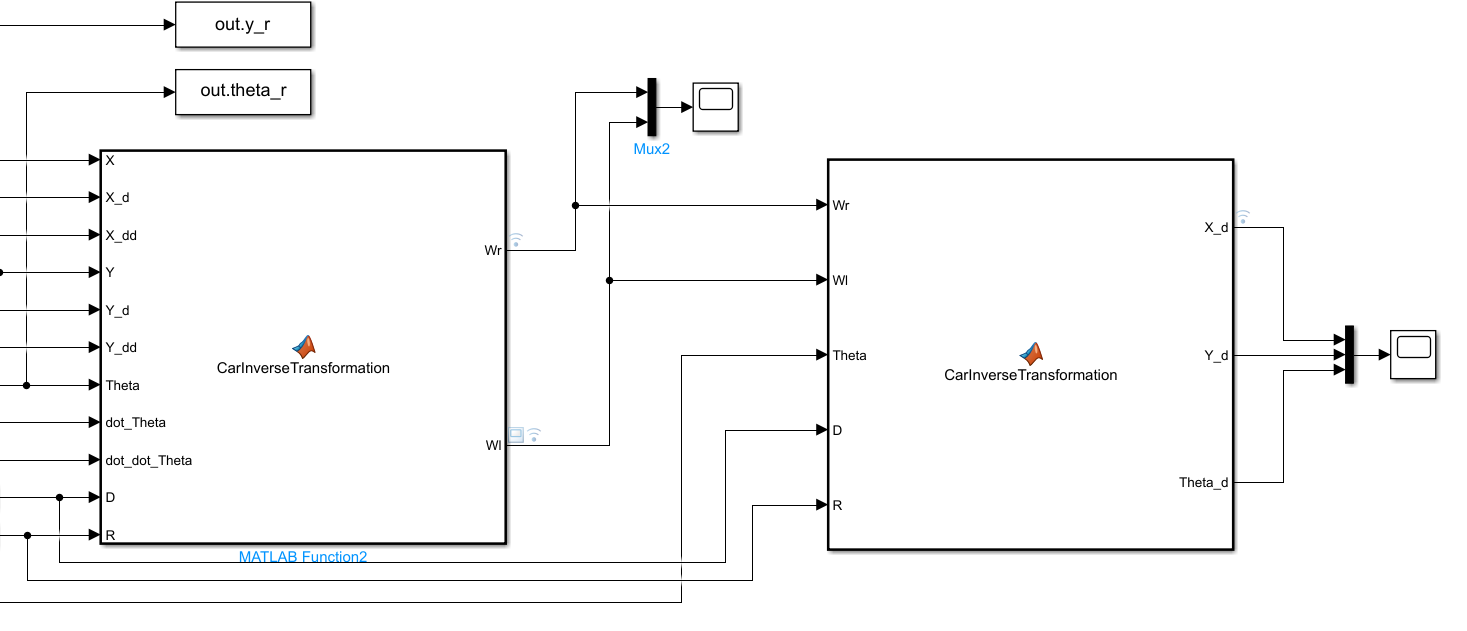 out.y_r
out.theta_r
Mux2
X
X_d
X_dd
Y
Y_d
Y_dd
Theta
dot_Theta
dot_dot_Theta
D
R
CarInverseTransformation
Wr
Wl
MATLAB Function2
Wr
Wl
Theta
D
R
CarInverseTransformation
X_d
Y_d
Theta_d